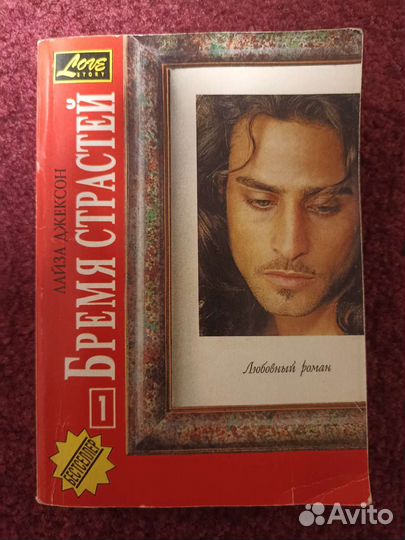 Love
STORY
ЛАЙЗА ДЖЕКСОН
БРЕМЯ СТРАСТЕЙ
1
БЕСТСЕЛЛЕР
Любовный роман
Avito